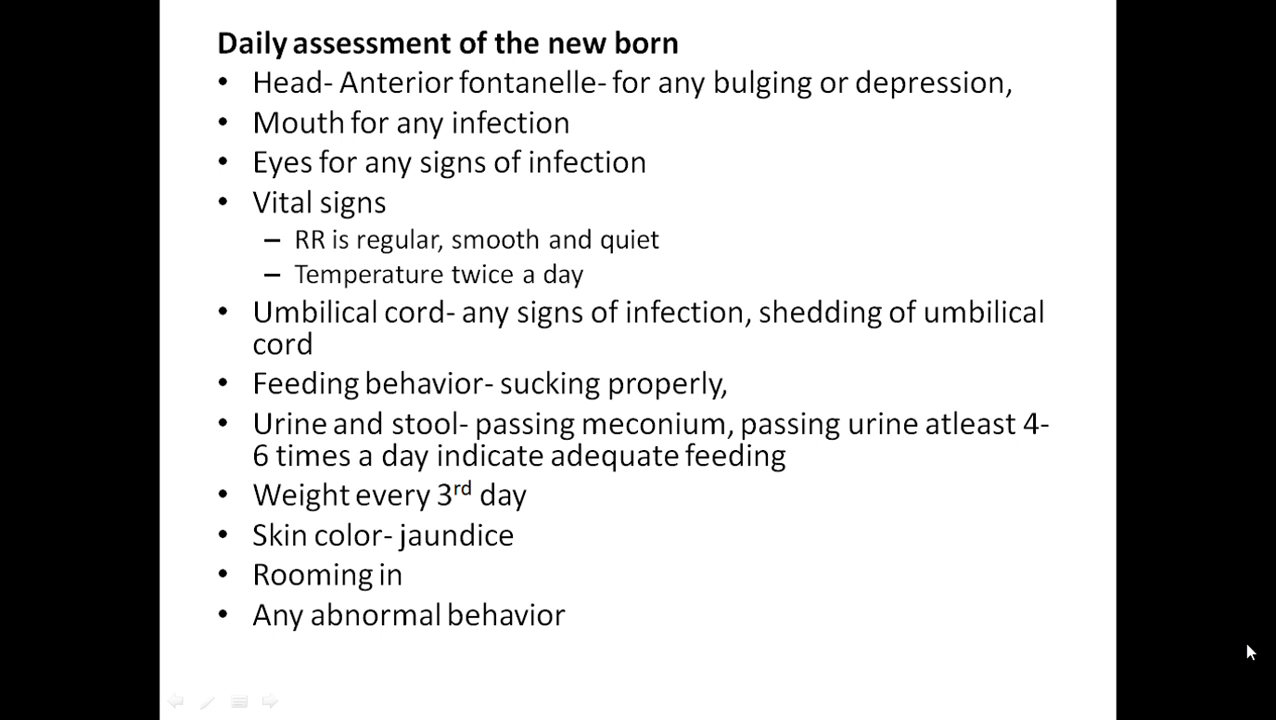 Daily assessment of the new born
• Head- Anterior fontanelle- for any bulging or depression,
• Mouth for any infection
• Eyes for any signs of infection
• Vital signs
– RR is regular, smooth and quiet
– Temperature twice a day
• Umbilical cord- any signs of infection, shedding of umbilical
cord
• Feeding behavior- sucking properly,
• Urine and stool- passing meconium, passing urine atleast 4-
6 times a day indicate adequate feeding
• Weight every 3rd day
• Skin color- jaundice
• Rooming in
• Any abnormal behavior